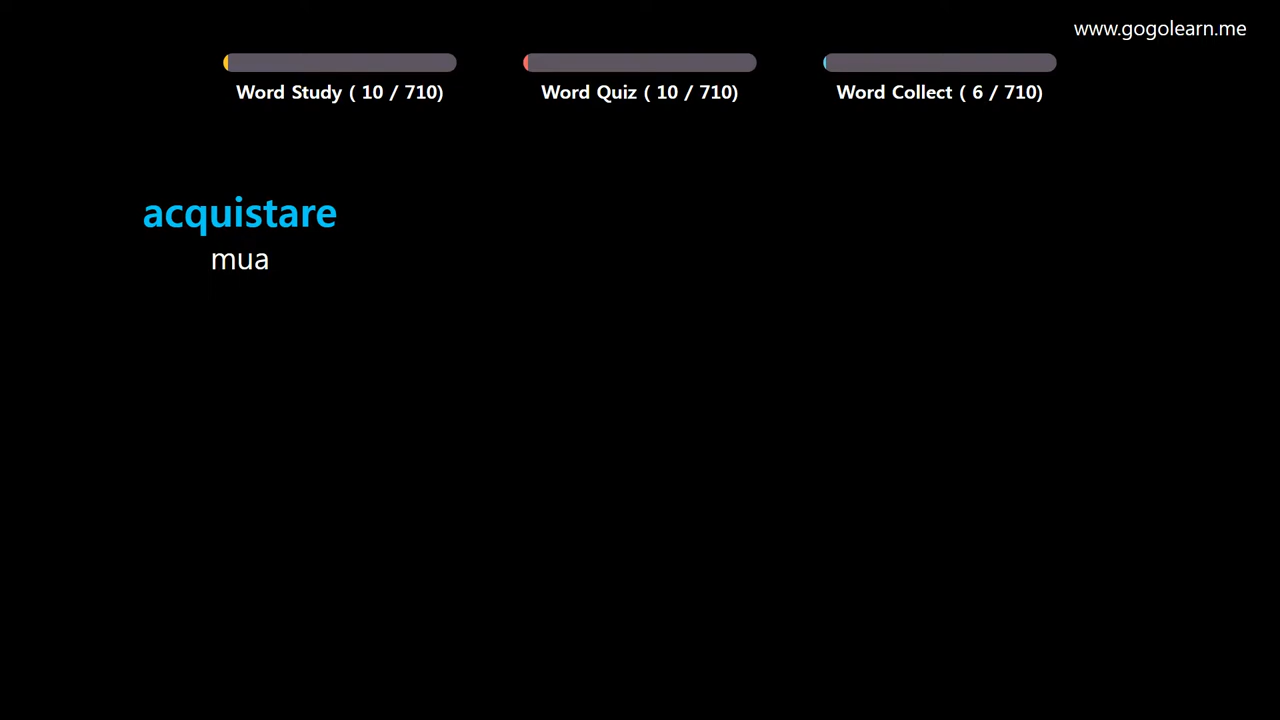 www.gogolearn.me
Word Study ( 10 / 710)
Word Quiz ( 10 / 710)
Word Collect ( 6 / 710)
acquistare
mua